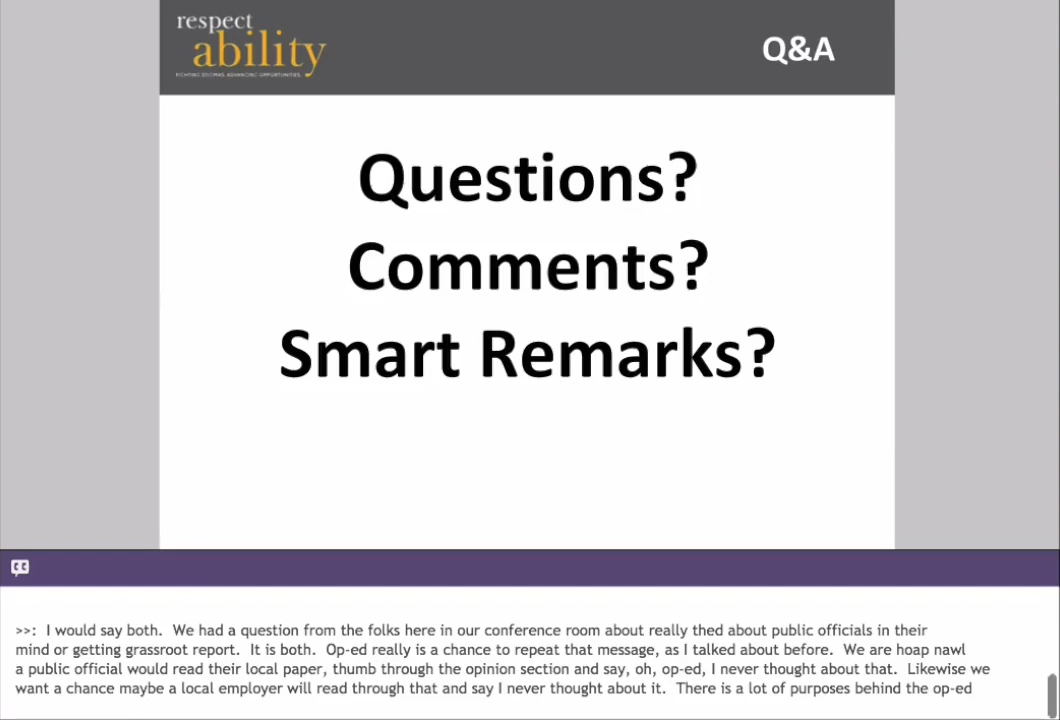 respect
ability
FIGHTING STIGMAS. ADVANCING OPPORTUNITIES.
Q&A
Questions?
Comments?
Smart Remarks?
>>:  I would say both.  We had a question from the folks here in our conference room about really thed about public officials in their
mind or getting grassroot report.  It is both.  Op-ed really is a chance to repeat that message, as I talked about before.  We are hoap nawl
a public official would read their local paper, thumb through the opinion section and say, oh, op-ed, I never thought about that.  Likewise we
want a chance maybe a local employer will read through that and say I never thought about it.  There is a lot of purposes behind the op-ed